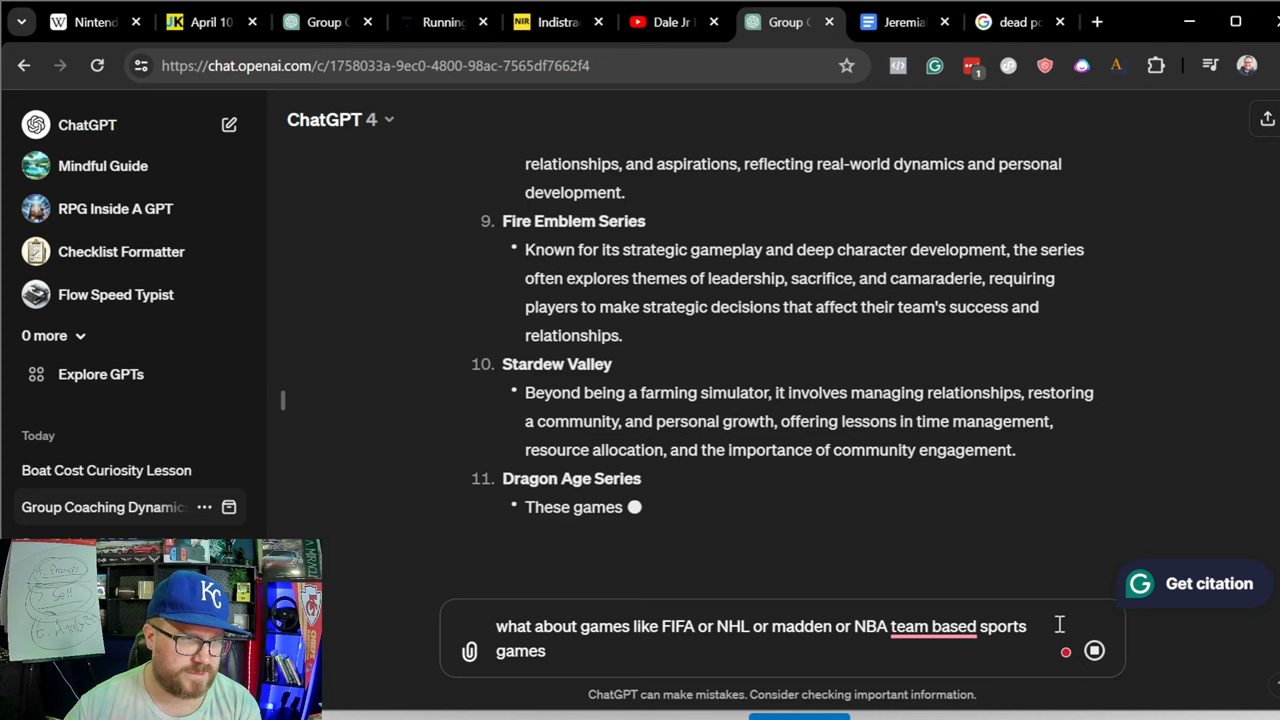 Nintend
April 10
Group C
Running
Indistra
Dale Jr I
Group C
Jeremial
dead po
https://chat.openai.com/c/1758033a-9ec0-4800-98ac-7565df7662f4
1
ChatGPT
Mindful Guide
RPG Inside A GPT
Checklist Formatter
Flow Speed Typist
0 more
Explore GPTs
Today
Boat Cost Curiosity Lesson
Group Coaching Dynamic
ChatGPT 4
relationships, and aspirations, reflecting real-world dynamics and personal
development.
9. Fire Emblem Series
• Known for its strategic gameplay and deep character development, the series
often explores themes of leadership, sacrifice, and camaraderie, requiring
players to make strategic decisions that affect their team's success and
relationships.
10. Stardew Valley
• Beyond being a farming simulator, it involves managing relationships, restoring
a community, and personal growth, offering lessons in time management,
resource allocation, and the importance of community engagement.
11. Dragon Age Series
• These games
Get citation
what about games like FIFA or NHL or madden or NBA team based sports
games
ChatGPT can make mistakes. Consider checking important information.
KC